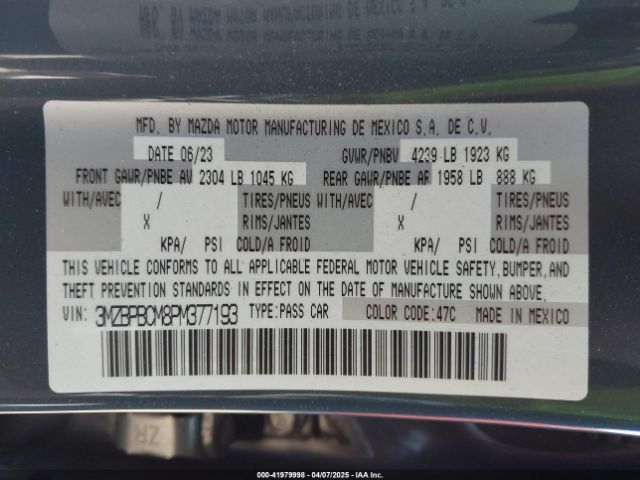 MFD. BY MAZDA MOTOR MANUFACTURING DE MEXICO S.A. DE C.V.
DATE 06/23 GVWR/PNBV 4239 LB 1923 KG
FRONT GAWR/PNBE AV 2304 LB 1045 KG REAR GAWR/PNBE AR 1958 LB 888 KG
WITH/AVEC / TIRES/PNEUS WITH/AVEC / TIRES/PNEUS
X RIMS/JANTES X RIMS/JANTES
KPA/ PSI COLD/A FROID KPA/ PSI COLD/A FROID
THIS VEHICLE CONFORMS TO ALL APPLICABLE FEDERAL MOTOR VEHICLE SAFETY, BUMPER, AND
THEFT PREVENTION STANDARDS IN EFFECT ON THE DATE OF MANUFACTURE SHOWN ABOVE.
VIN: 3MZBPBCM8PM377193 TYPE:PASS CAR COLOR CODE:47C MADE IN MEXICO
ZR
000-41979998 - 04/07/2025 - IAAI, Inc.